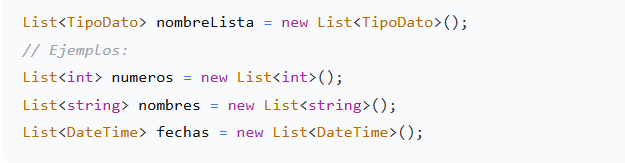 List<TipoDato> nombreLista = new List<TipoDato>();
// Ejemplos:
List<int> numeros = new List<int>();
List<string> nombres = new List<string>();
List<DateTime> fechas = new List<DateTime>();